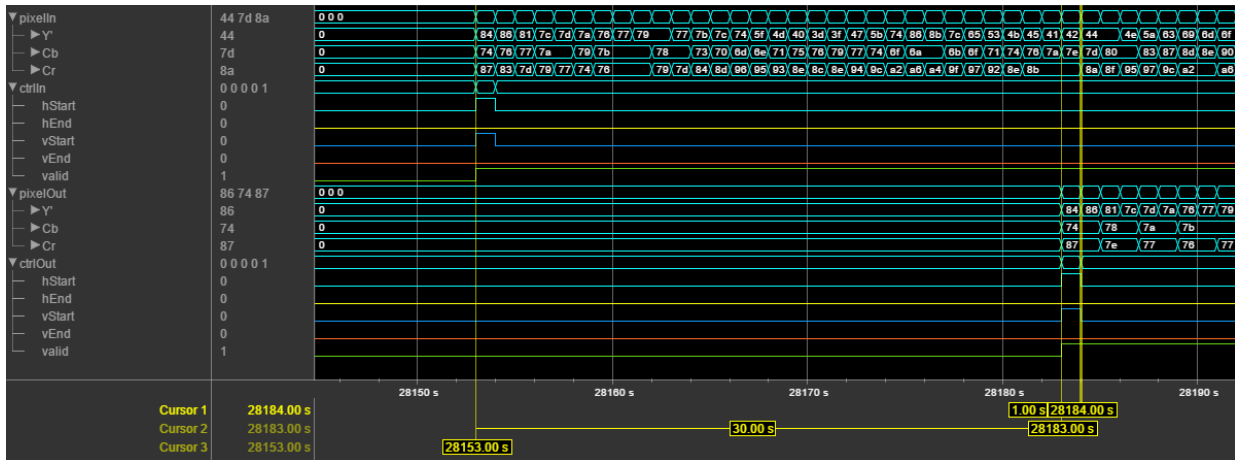 pixelIn 44 7d 8a 0 0 0
Y' 44 0 84 86 81 7c 7d 7a 76 77 79 77 7b 7c 74 5f 4d 40 3d 3f 47 5b 74 86 8b 7c 65 53 4b 45 41 42 44 4e 5a 63 69 6d 6f
Cb 7d 0 74 76 77 7a 79 7b 78 73 70 6d 6e 71 75 76 79 77 74 6f 6a 6b 6f 71 74 76 7a 7e 7d 80 83 87 8d 8e 90
Cr 8a 0 87 83 7d 79 77 74 76 79 7d 84 8d 96 95 93 8e 8c 8e 94 9c a2 a6 a4 9f 97 92 8e 8b 8a 8f 95 97 9c a2 a6
ctrlIn 0 0 0 0 1
hStart 0
hEnd 0
vStart 0
vEnd 0
valid 1
pixelOut 86 74 87 0 0 0
Y' 86 0 84 86 81 7c 7d 7a 76 77 79
Cb 74 0 74 78 7a 7b
Cr 87 0 87 7e 77 76 77
ctrlOut 0 0 0 0 1
hStart 0
hEnd 0
vStart 0
vEnd 0
valid 1
28150 s 28160 s 28170 s 28180 s 28190 s
Cursor 1 28184.00 s 1.00 s 28184.00 s
Cursor 2 28183.00 s 30.00 s 28183.00 s
Cursor 3 28153.00 s 28153.00 s